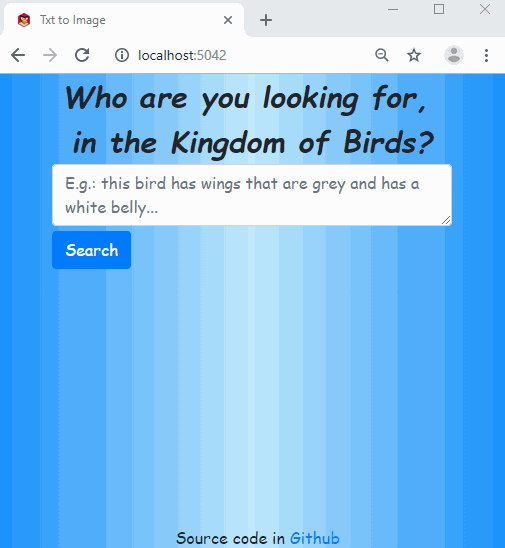 Txt to Image
localhost:5042
Who are you looking for,
in the Kingdom of Birds?
E.g.: this bird has wings that are grey and has a
white belly...
Search
Source code in Github